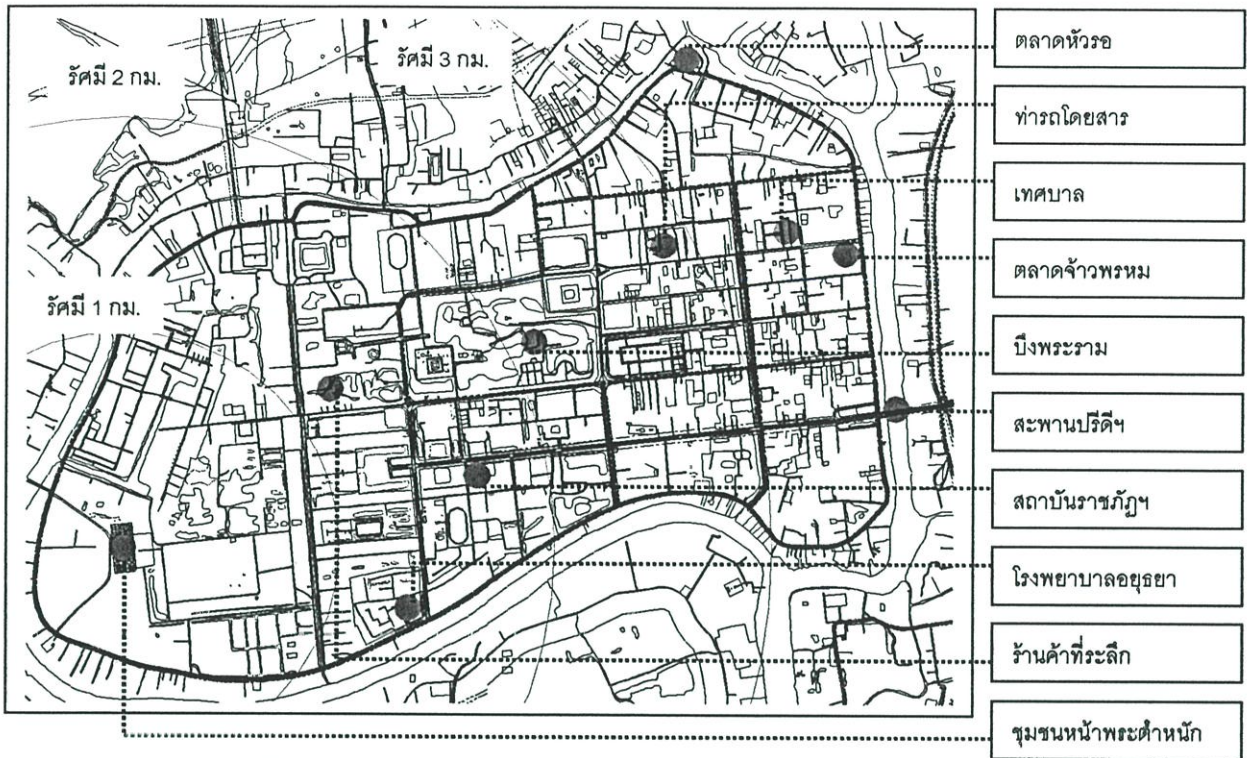 รัศมี 2 กม.
รัศมี 3 กม.
รัศมี 1 กม.
ตลาดหัวรอ
ท่ารถโดยสาร
เทศบาล
ตลาดจ้าวพรหม
บึงพระราม
สะพานปรีดีฯ
สถาบันราชภัฏฯ
โรงพยาบาลอยุธยา
ร้านค้าที่ระลึก
ชุมชนหน้าพระตำหนัก